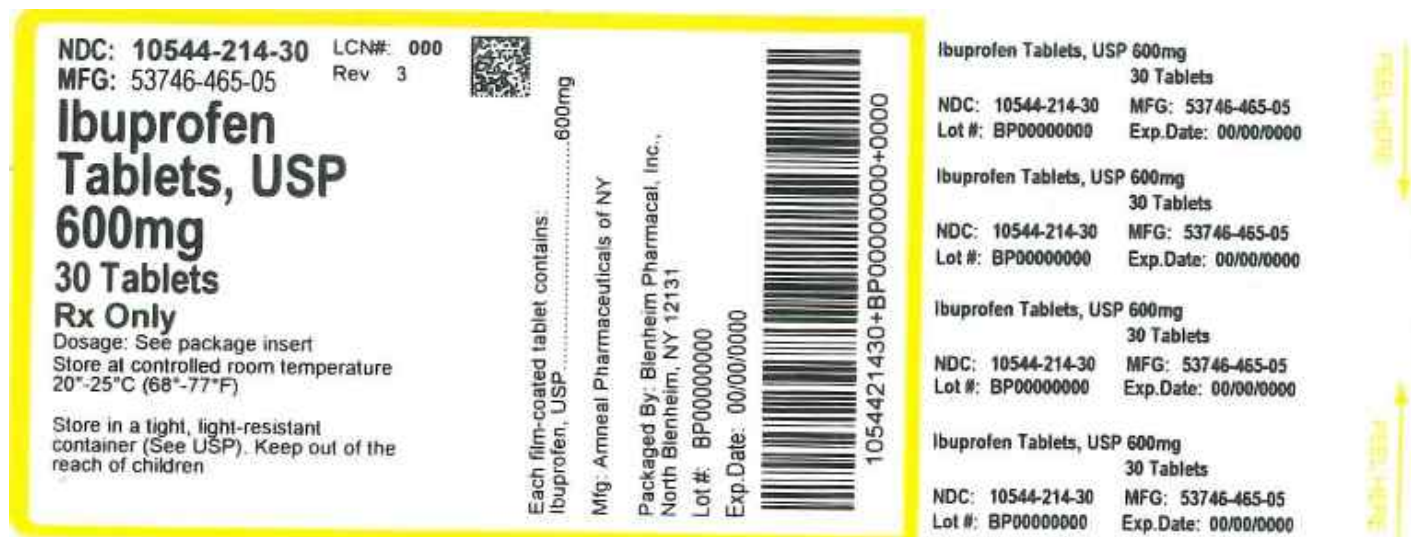 NDC: 10544-214-30
MFG: 53746-465-05
LCN#: 000
Rev 3
Ibuprofen
Tablets, USP
600mg
30 Tablets
Rx Only
Dosage: See package insert
Store at controlled room temperature
20°-25°C (68°-77°F)
Store in a tight, light-resistant
container (See USP). Keep out of the
reach of children
Each film-coated tablet contains:
Ibuprofen, USP..............................600mg
Mfg: Amneal Pharmaceuticals of NY
Packaged By: Blenheim Pharmacal, Inc.,
North Blenheim, NY 12131
Lot #: BP00000000
Exp.Date: 00/00/0000
1054421430+BP00000000+0000
Ibuprofen Tablets, USP 600mg
30 Tablets
NDC: 10544-214-30 MFG: 53746-465-05
Lot #: BP00000000 Exp.Date: 00/00/0000
Ibuprofen Tablets, USP 600mg
30 Tablets
NDC: 10544-214-30 MFG: 53746-465-05
Lot #: BP00000000 Exp.Date: 00/00/0000
Ibuprofen Tablets, USP 600mg
30 Tablets
NDC: 10544-214-30 MFG: 53746-465-05
Lot #: BP00000000 Exp.Date: 00/00/0000
Ibuprofen Tablets, USP 600mg
30 Tablets
NDC: 10544-214-30 MFG: 53746-465-05
Lot #: BP00000000 Exp.Date: 00/00/0000
PEEL HERE
PEEL HERE